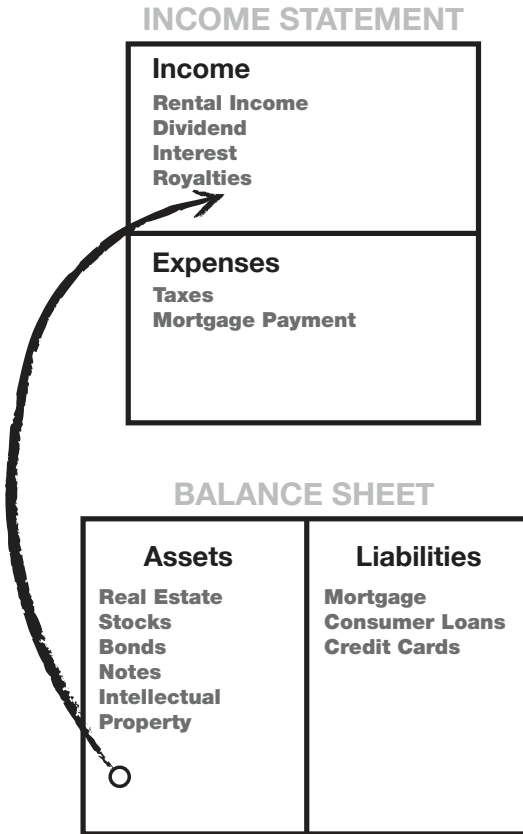 INCOME STATEMENT
Income
Rental Income
Dividend
Interest
Royalties
Expenses
Taxes
Mortgage Payment
BALANCE SHEET
Assets
Real Estate
Stocks
Bonds
Notes
Intellectual
Property
Liabilities
Mortgage
Consumer Loans
Credit Cards